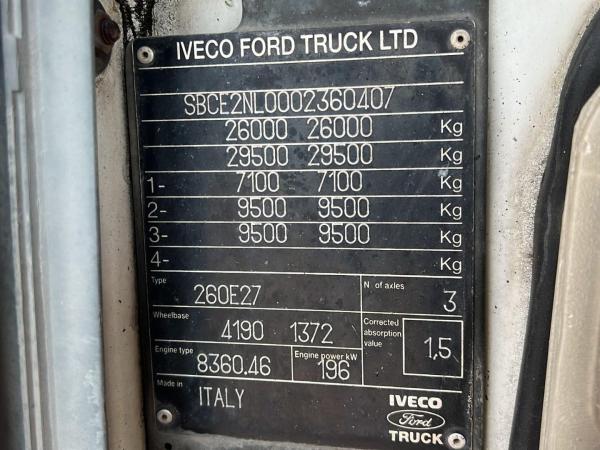 IVECO FORD TRUCK LTD
SBCE2NL0002360407
26000 26000 Kg
29500 29500 Kg
1- 7100 7100 Kg
2- 9500 9500 Kg
3- 9500 9500 Kg
4- Kg
Type 260E27 N of axles 3
Wheelbase 4190 1372 Corrected absorption value 1,5
Engine type 8360,46 Engine power kW 196
Made in ITALY
IVECO
Ford
TRUCK